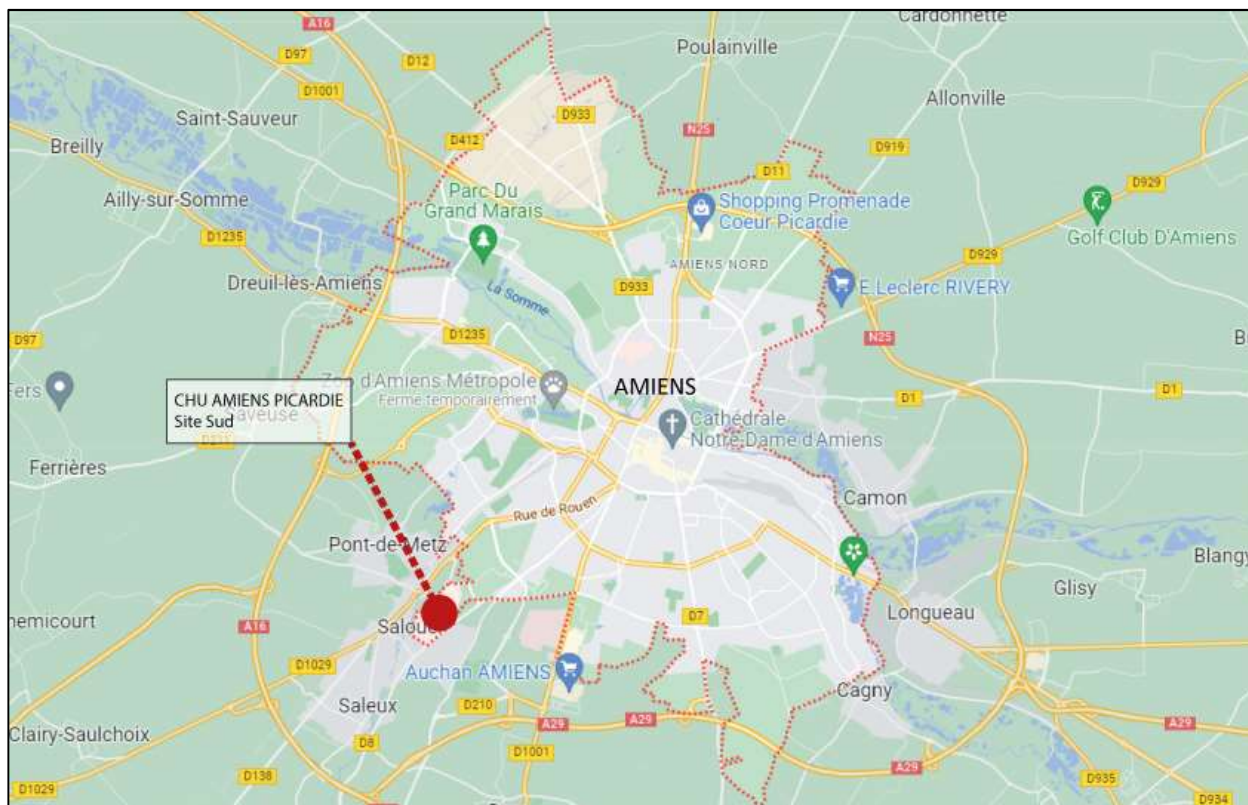 A16
Cardonnette
D97
D12
Poulainville
D1001
Allonville
Saint-Sauveur
D933
N25
Breilly
D412
D919
D11
D929
Ailly-sur-Somme
Parc Du
Grand Marais
Shopping Promenade
Coeur Picardie
D1235
Golf Club D'Amiens
AMIENS NORD
D929
Dreuil-lès-Amiens
La Somme
D933
E.Leclerc RIVERY
D1235
N25
D97
Zoo d'Amiens Métropole
Fermé temporairement
AMIENS
CHU AMIENS PICARDIE
Site Sud
D1
D1
Cathédrale
Notre-Dame d'Amiens
Ferrières
Camon
Rue de Rouen
Pont-de-Metz
Blangy
Glisy
Longueau
D7
A16
D1029
Auchan AMIENS
Cagny
Saleux
D210
A29
A29
A29
Clairy-Saulchoix
D8
D1001
A29
D138
D935
D1029
D934